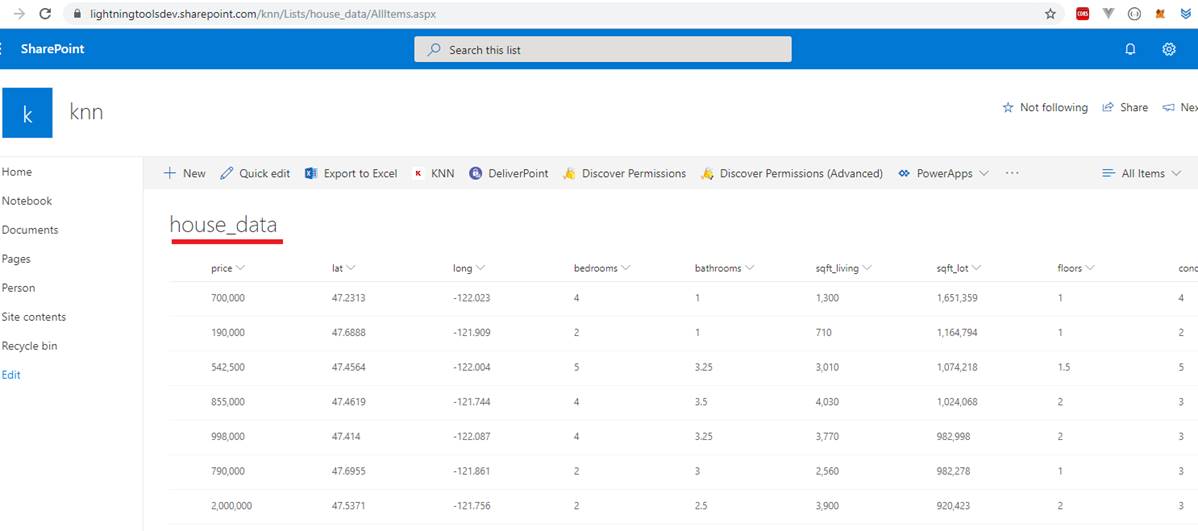 lightningtoolsdev.sharepoint.com/knn/Lists/house_data/AllItems.aspx CORS
SharePoint Search this list
k knn Not following Share Nex
Home + New Quick edit Export to Excel K KNN DeliverPoint Discover Permissions Discover Permissions (Advanced) PowerApps ... All Items
Notebook
house_data
Documents
Pages price lat long bedrooms bathrooms sqft_living sqft_lot floors cond
Person 700,000 47.2313 -122.023 4 1 1,300 1,651,359 1 4
Site contents
190,000 47.6888 -121.909 2 1 710 1,164,794 1 2
Recycle bin
Edit 542,500 47.4564 -122.004 5 3.25 3,010 1,074,218 1.5 5
855,000 47.4619 -121.744 4 3.5 4,030 1,024,068 2 3
998,000 47.414 -122.087 4 3.25 3,770 982,998 2 3
790,000 47.6955 -121.861 2 3 2,560 982,278 1 3
2,000,000 47.5371 -121.756 2 2.5 3,900 920,423 2 3